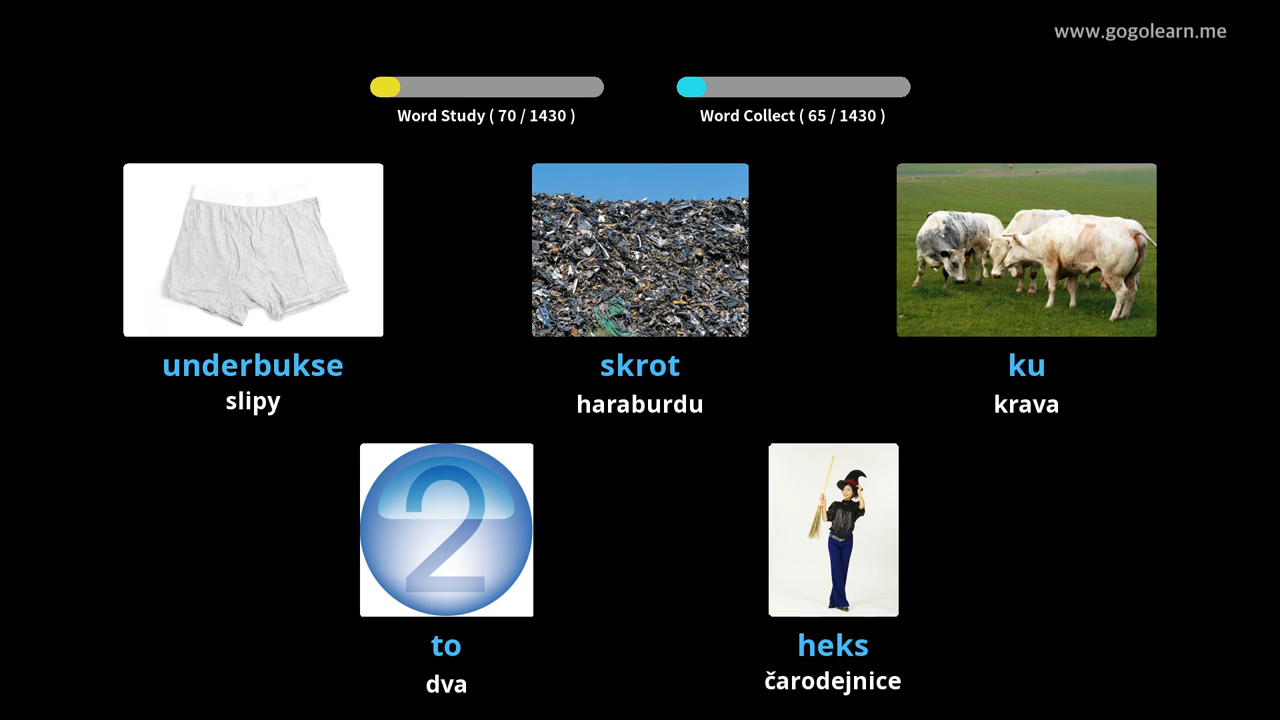 www.gogolearn.me
Word Study ( 70 / 1430 )
Word Collect ( 65 / 1430 )
underbukse
slipy
skrot
haraburdu
ku
krava
2
to
dva
heks
čarodejnice